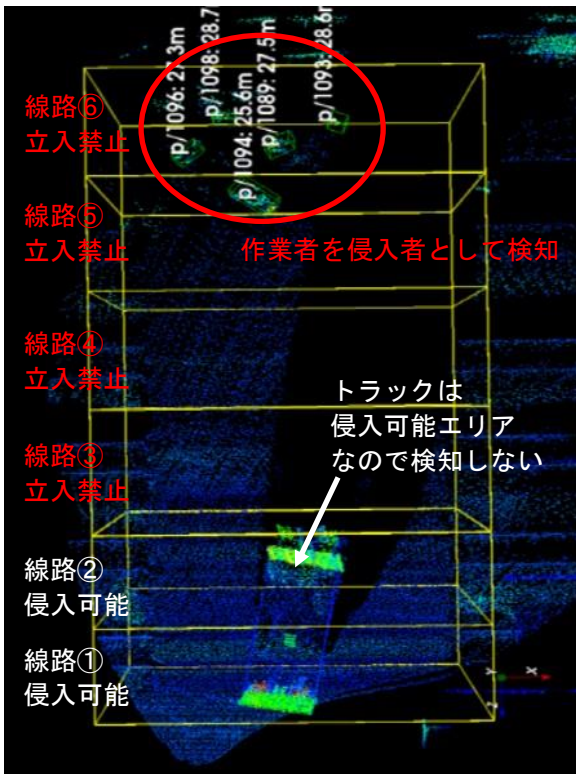 p/1096: 27.3m
p/1098: 28.7
p/1094: 25.6m
p/1089: 27.5m
p/1093: 28.6m
線路⑥
立入禁止
線路⑤
立入禁止
作業者を侵入者として検知
線路④
立入禁止
トラックは
侵入可能エリア
なので検知しない
線路③
立入禁止
線路②
侵入可能
線路①
侵入可能
Y
X
Z